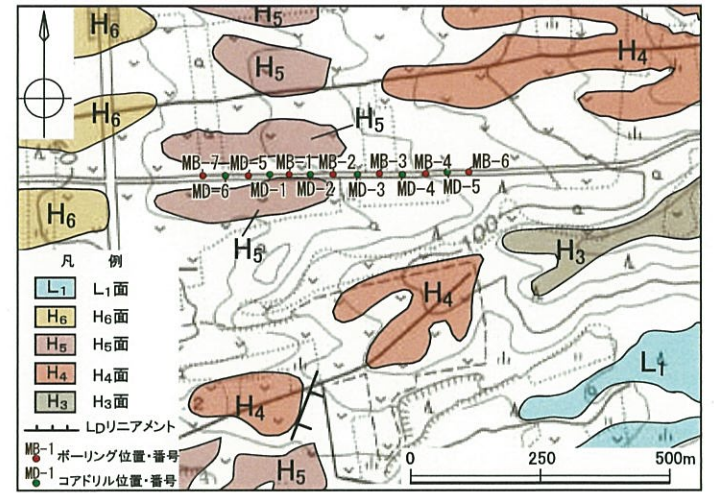 H₆
H₅
H₄
H₅
H₆
H₅
MB-7 MD-5 MB-1 MB-2 MB-3 MB-4 MB-6
MD-6 MD-1 MD-2 MD-3 MD-4 MD-5
H₆
H₅
100
H₃
H₄
L₁
H₄
H₅
凡 例
L₁ L₁面
H₆ H₆面
H₅ H₅面
H₄ H₄面
H₃ H₃面
LDリニアメント
MB-1 ボーリング位置・番号
MD-1 コアドリル位置・番号
0 250 500m